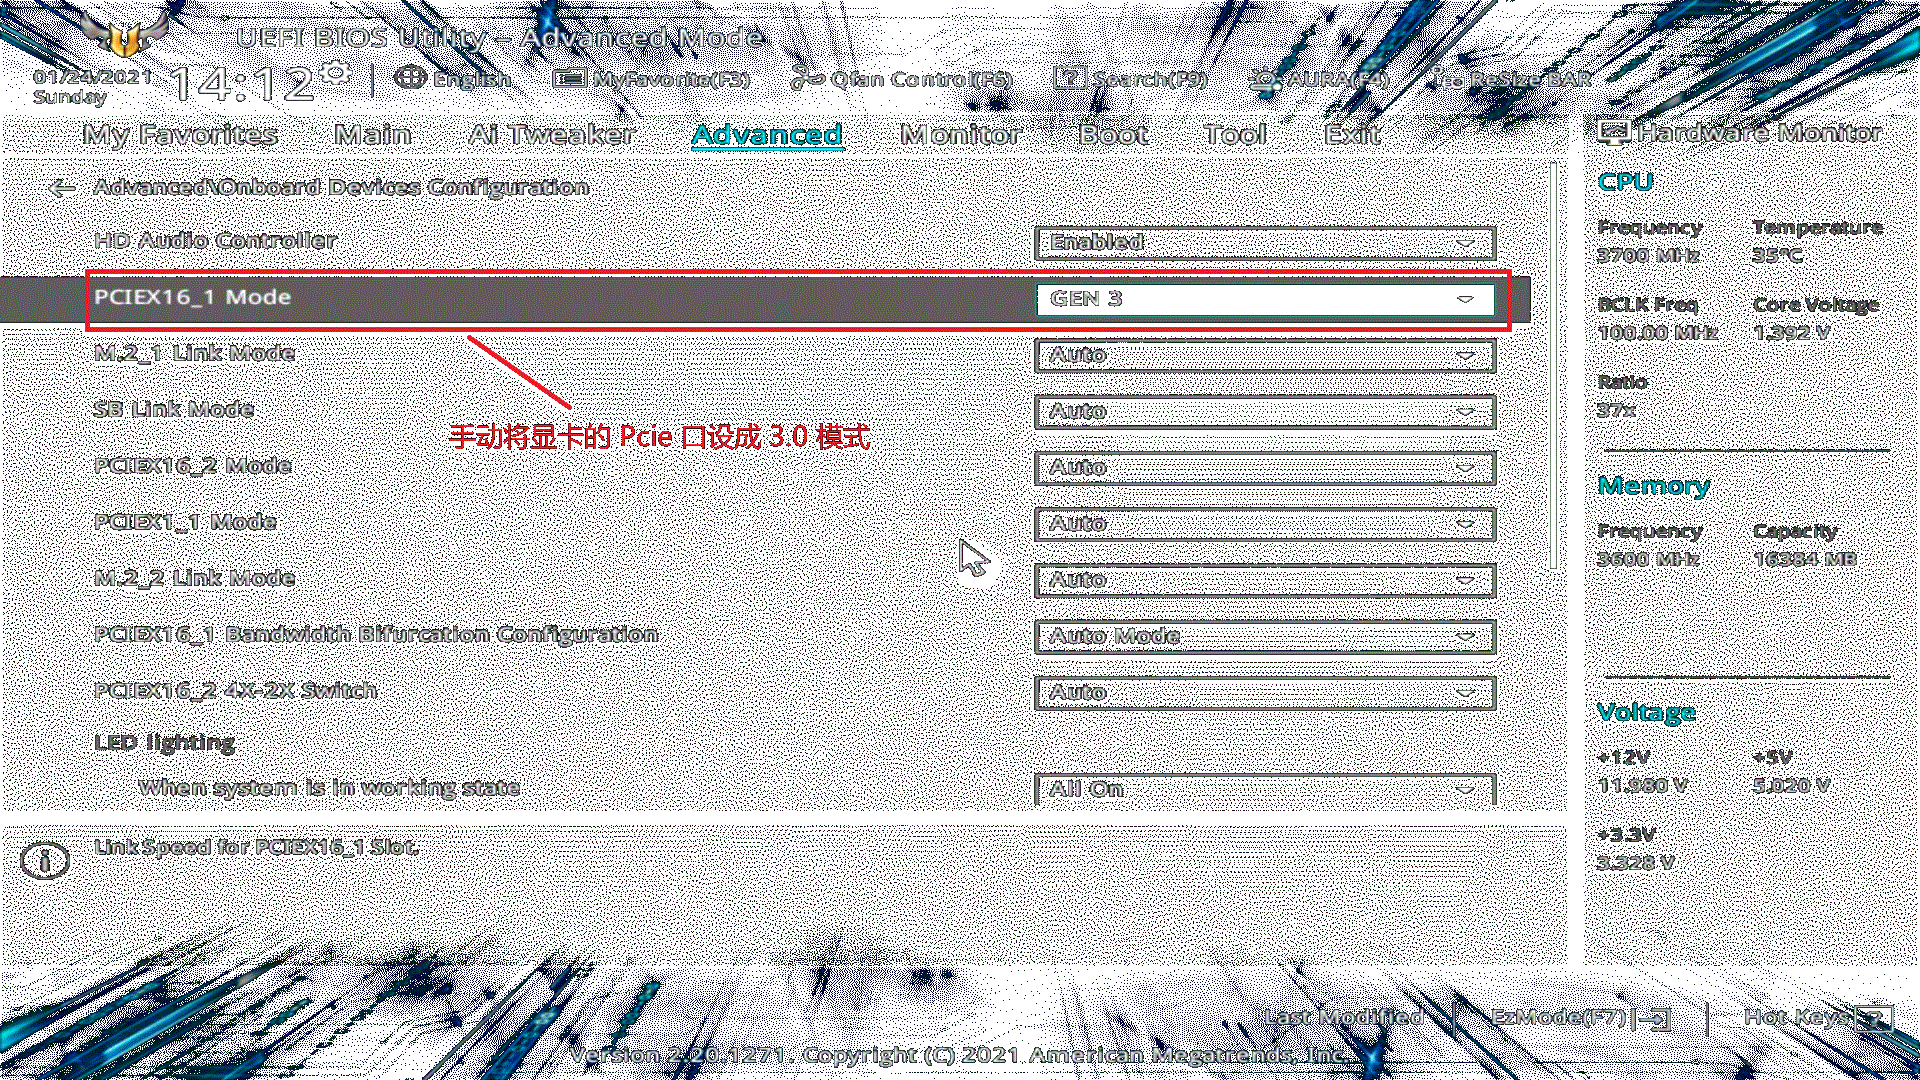 UEFI BIOS Utility – Advanced Mode
01/24/2021
Sunday
14:12
English
MyFavorite(F3)
Qfan Control(F6)
Search(F9)
AURA(F4)
ReSize BAR
My Favorites
Main
Ai Tweaker
Advanced
Monitor
Boot
Tool
Exit
Hardware Monitor
Advanced\Onboard Devices Configuration
HD Audio Controller
Enabled
PCIEX16_1 Mode
GEN 3
M.2_1 Link Mode
Auto
手动将显卡的 Pcie 口设成 3.0 模式
SB Link Mode
Auto
PCIEX16_2 Mode
Auto
PCIEX1_1 Mode
Auto
M.2_2 Link Mode
Auto
PCIEX16_1 Bandwidth Bifurcation Configuration
Auto Mode
PCIEX16_2 4X-2X Switch
Auto
LED lighting
When system is in working state
All On
Link Speed for PCIEX16_1 Slot.
CPU
Frequency
Temperature
3700 MHz
35°C
BCLK Freq
Core Voltage
100.00 MHz
1.392 V
Ratio
37x
Memory
Frequency
Capacity
3600 MHz
16384 MB
Voltage
+12V
+5V
11.980 V
5.020 V
+3.3V
3.328 V
Last Modified
EzMode(F7)
Hot Keys ?
Version 2.20.1271. Copyright (C) 2021 American Megatrends, Inc.